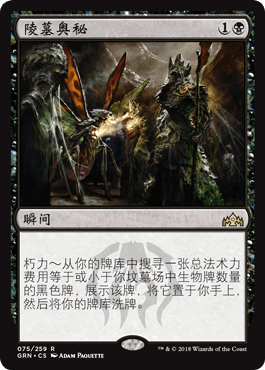 陵墓奥秘 1
瞬间
朽力～从你的牌库中搜寻一张总法术力
费用等于或小于你坟墓场中生物牌数量
的黑色牌，展示该牌，将它置于你手上，
然后将你的牌库洗牌。
075/259 R
GRN • CS ADAM PAQUETTE
™ & © 2018 Wizards of the Coast